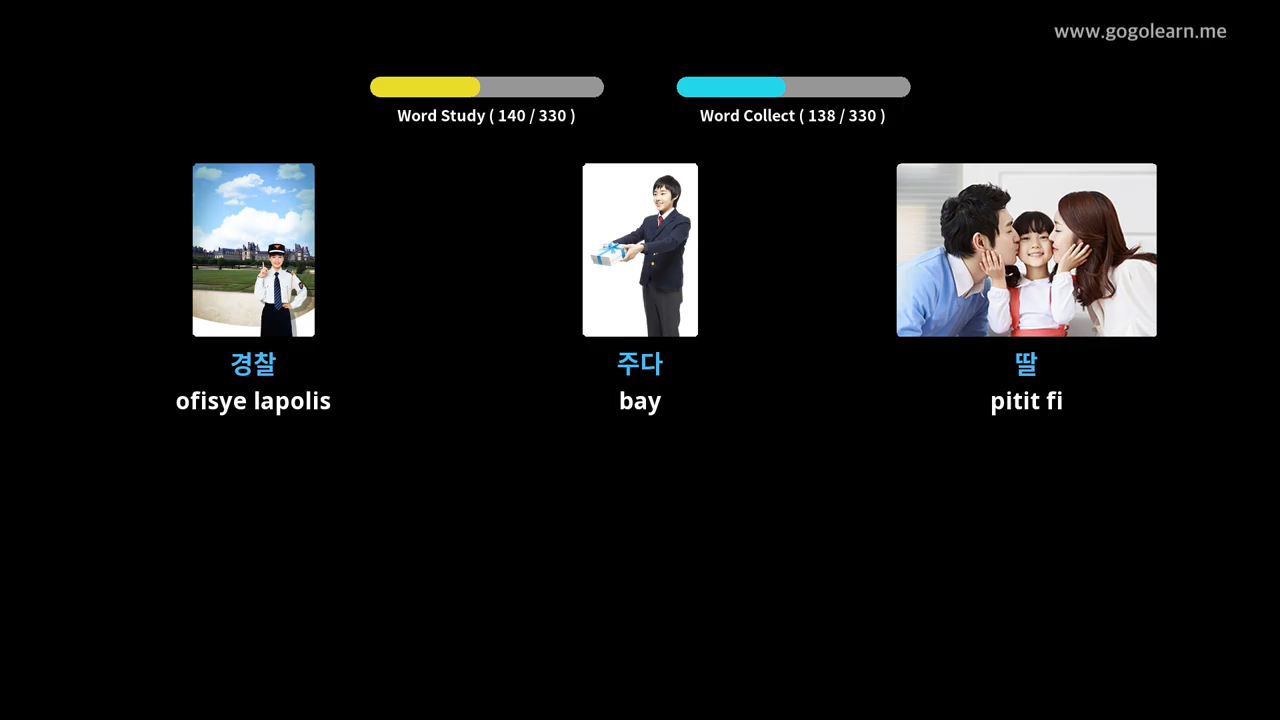 www.gogolearn.me
Word Study ( 140 / 330 )
Word Collect ( 138 / 330 )
경찰
ofisye lapolis
주다
bay
딸
pitit fi